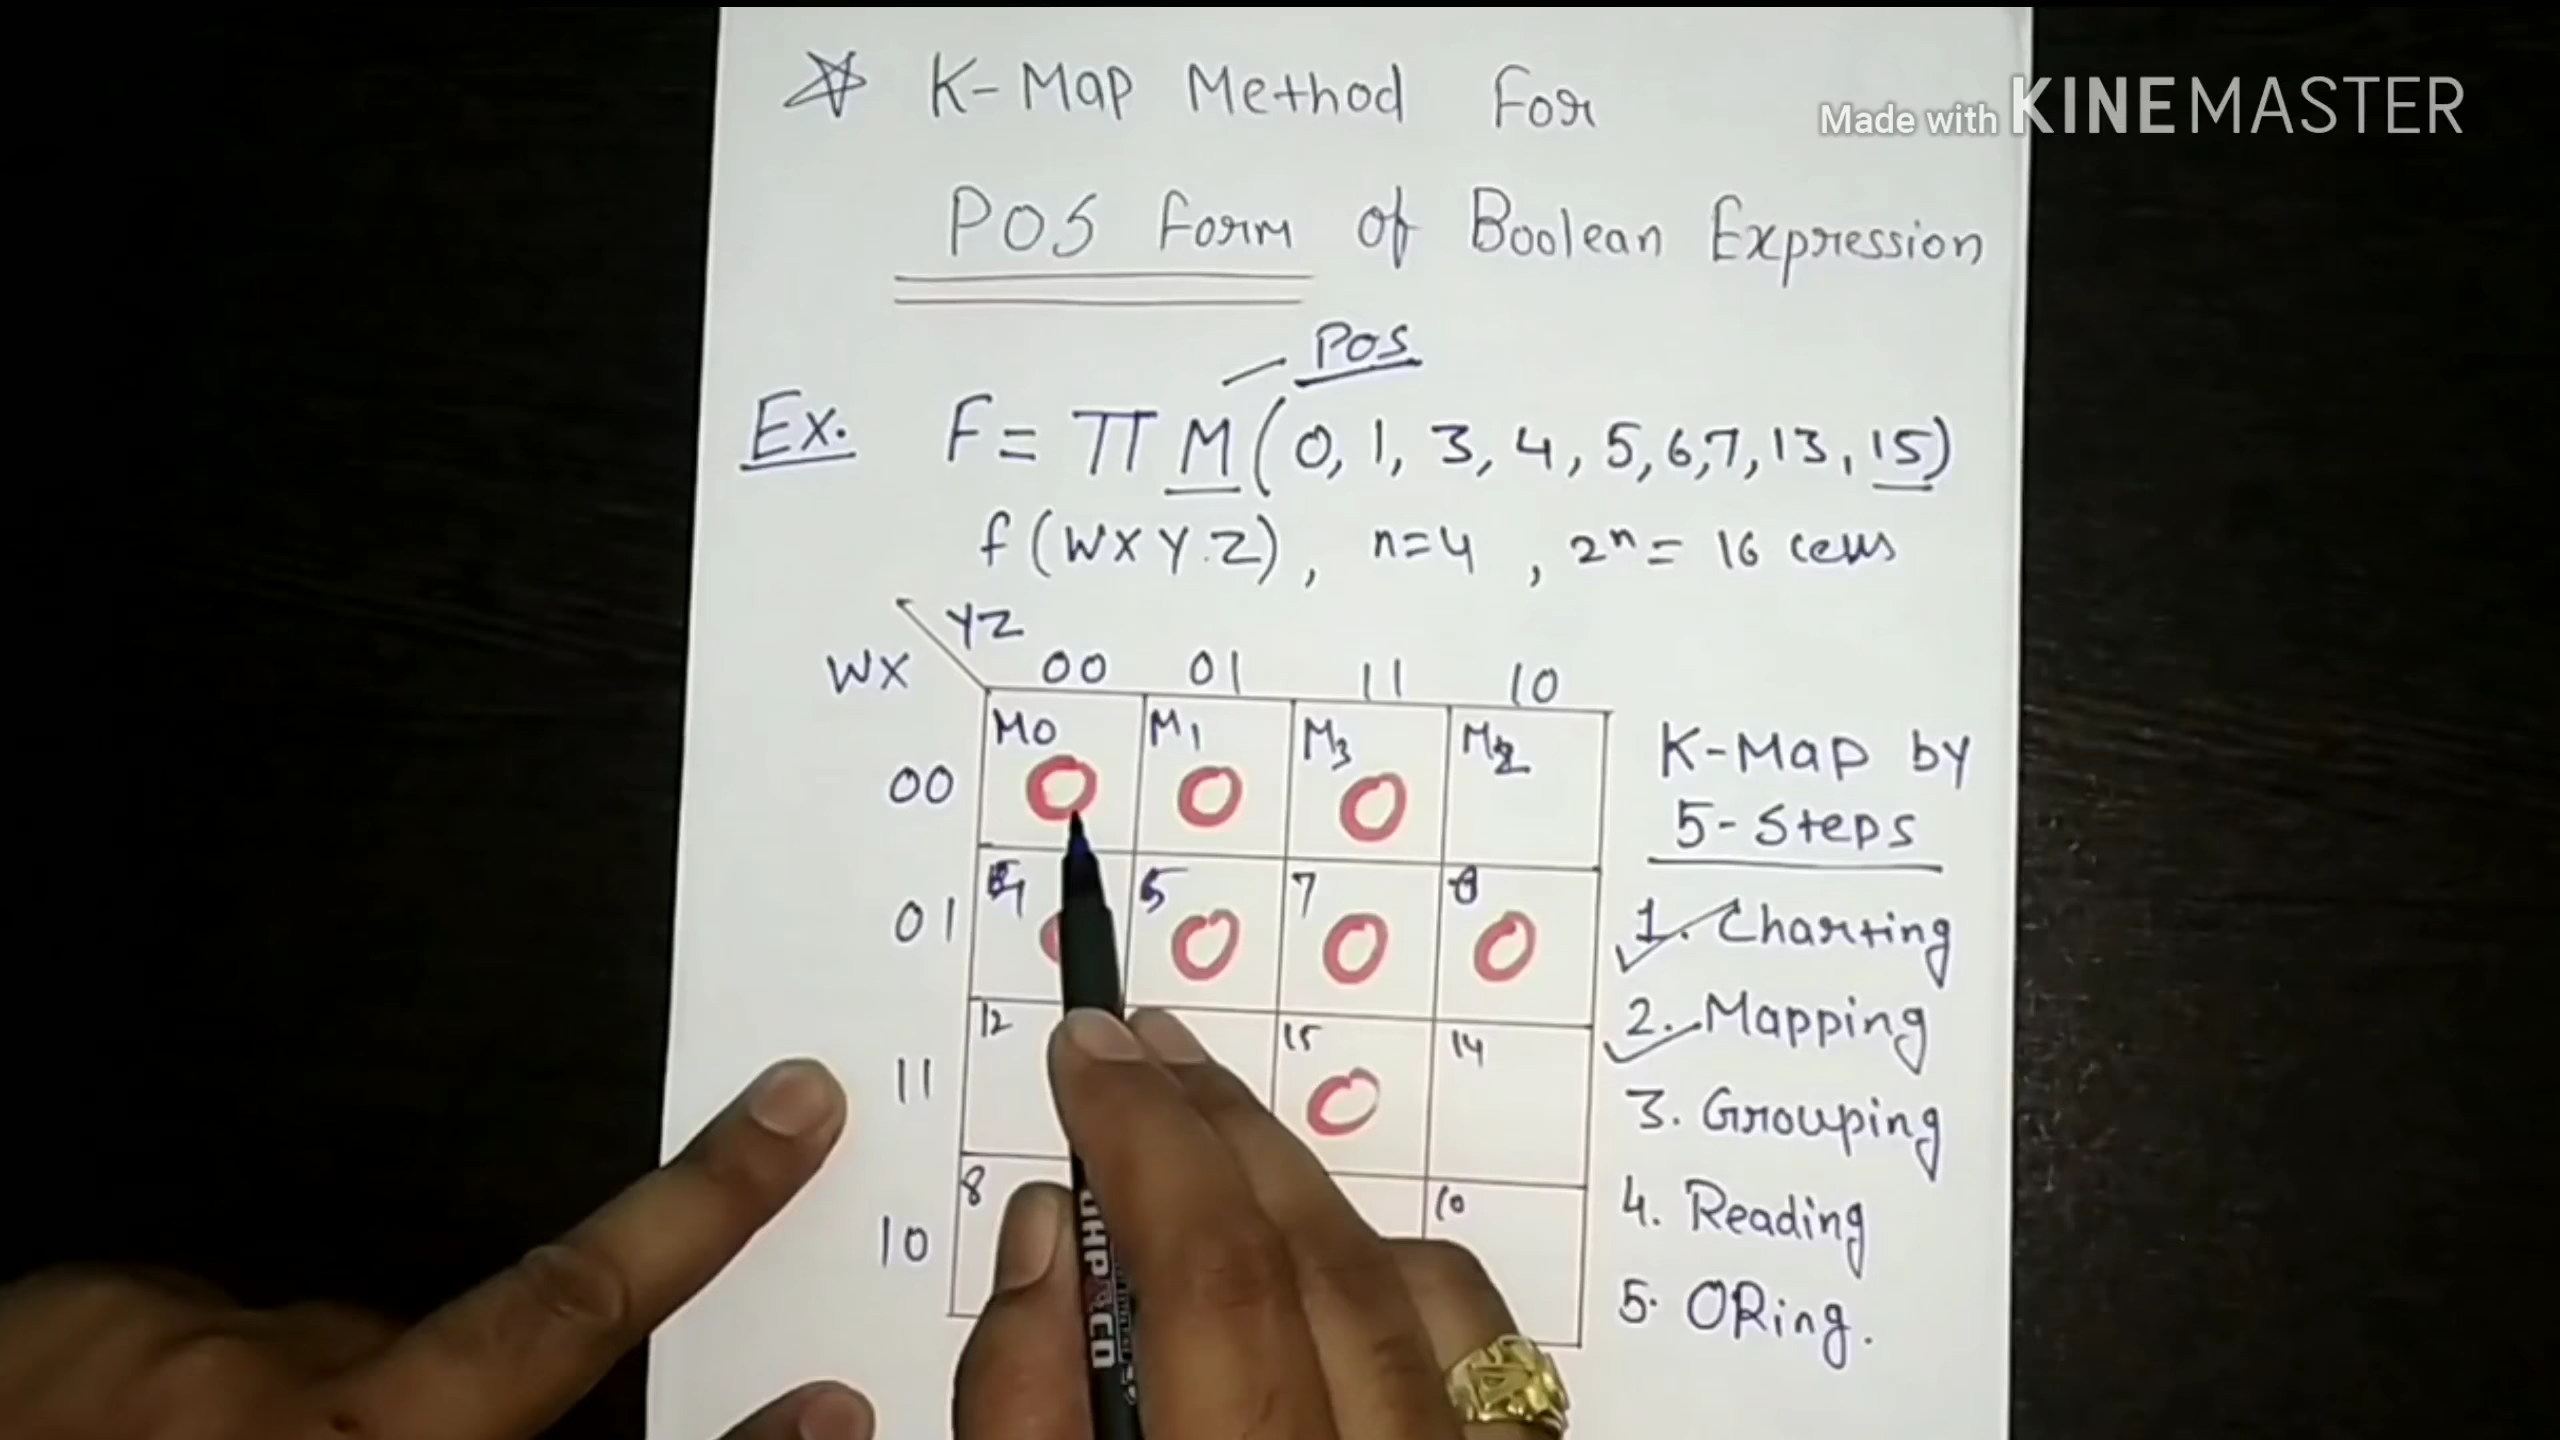 Made with KINEMASTER
K-Map Method For
POS Form of Boolean Expression
POS
Ex. F = π M (0, 1, 3, 4, 5, 6, 7, 13, 15)
f (WXY.Z), n=4, 2ⁿ = 16 cells
YZ
WX 00 01 11 10
M0 M1 M3 M2
00 0 0 0
4 5 7 6
01 0 0 0
12 15 14
11 0
8 10
10
K-Map by
5-Steps
1. Charting
2. Mapping
3. Grouping
4. Reading
5. ORing.